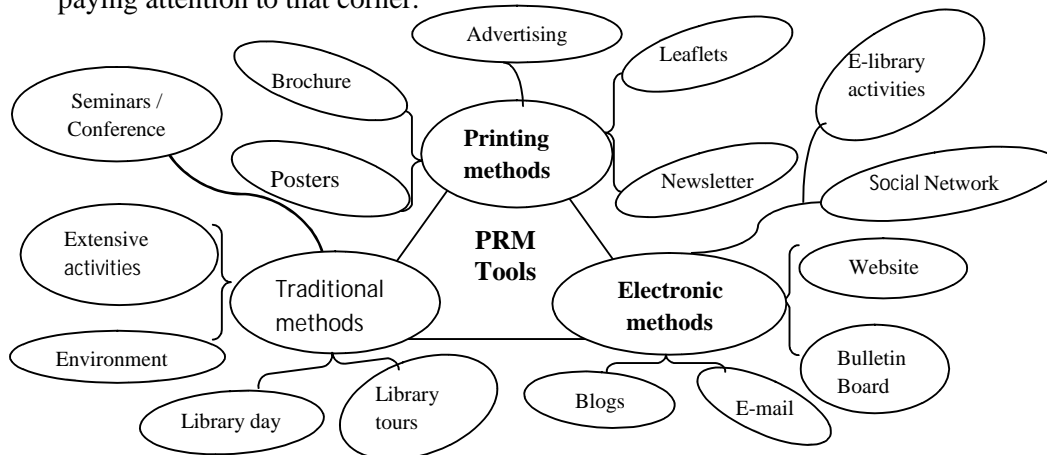 paying attention to that corner.
Advertising
Leaflets
E-library
activities
Brochure
Seminars /
Conference
Printing
methods
Posters
Newsletter
Social Network
Extensive
activities
PRM
Tools
Website
Traditional
methods
Electronic
methods
Environment
Bulletin
Board
Library day
Library
tours
Blogs
E-mail